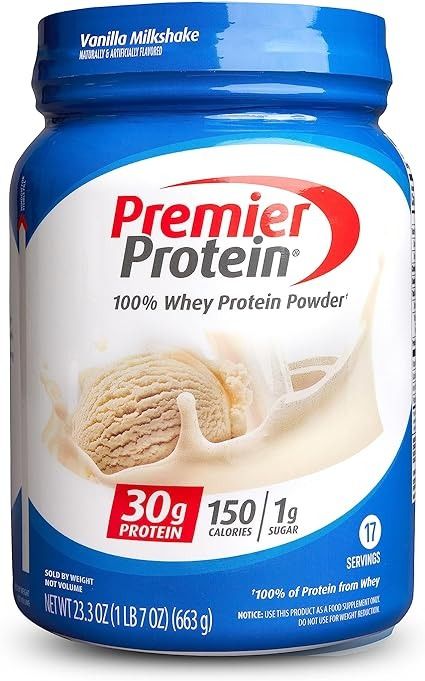 Vanilla Milkshake
NATURALLY & ARTIFICIALLY FLAVORED
Premier
Protein®
100% Whey Protein Powder†
30g
PROTEIN
150
CALORIES
1g
SUGAR
17
SERVINGS
SOLD BY WEIGHT
NOT VOLUME
†100% of Protein from Whey
NET WT 23.3 OZ (1 LB 7 OZ) (663 g)
NOTICE: USE THIS PRODUCT AS A FOOD SUPPLEMENT ONLY.
DO NOT USE FOR WEIGHT REDUCTION.